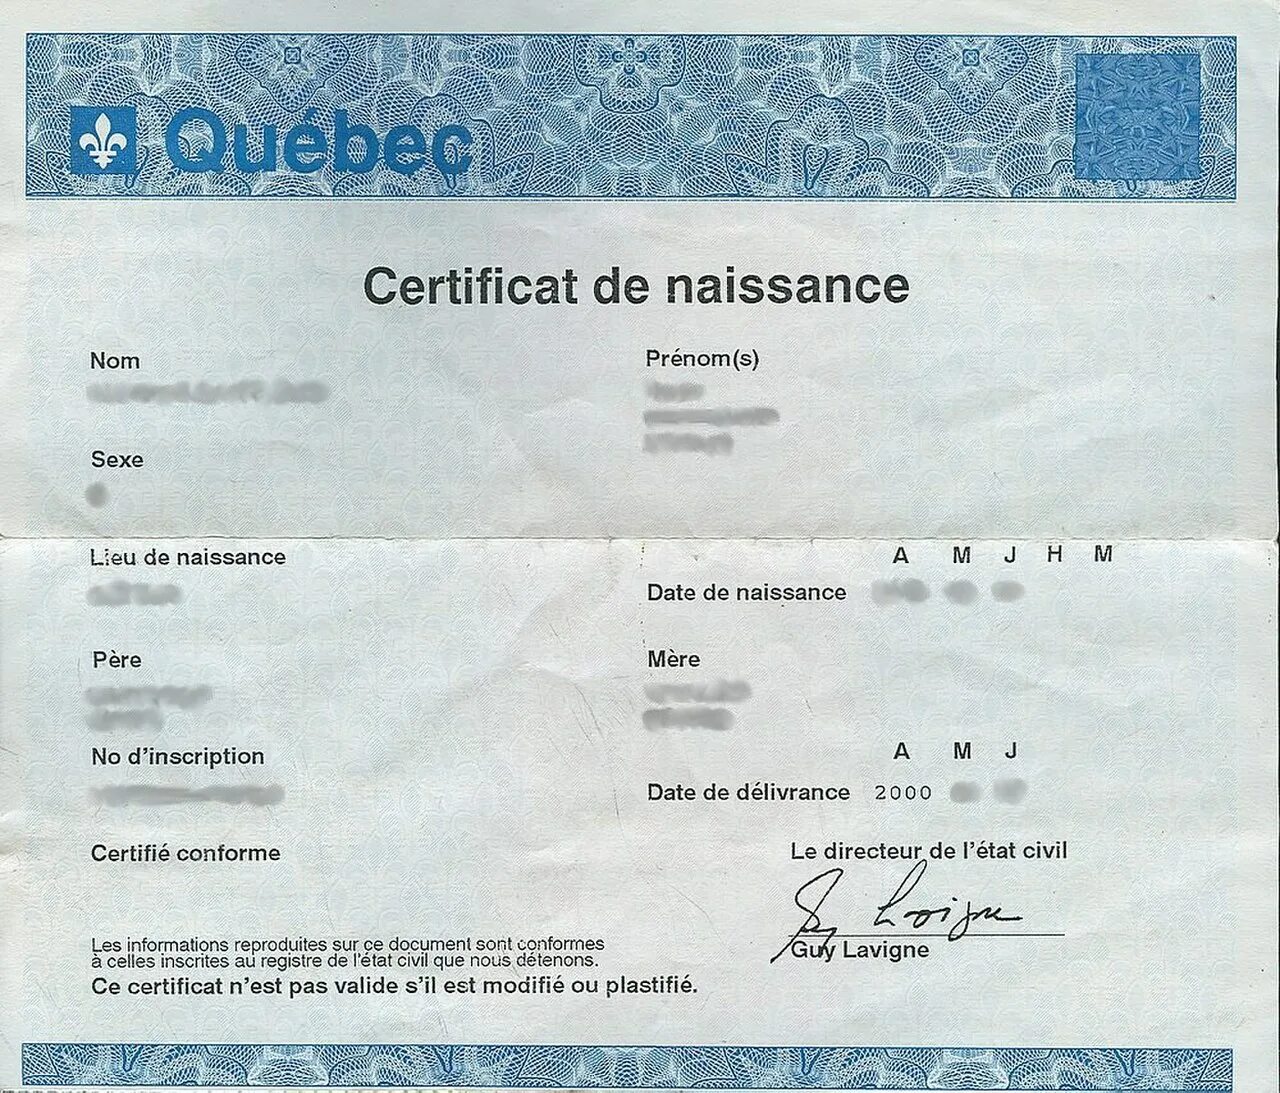 Québec
Certificat de naissance
Nom
Prénom(s)
Sexe
Lieu de naissance
A M J H M
Date de naissance
Père
Mère
No d'inscription
A M J
Date de délivrance 2000
Certifié conforme
Le directeur de l'état civil
Guy Lavigne
Guy Lavigne
Les informations reproduites sur ce document sont conformes
à celles inscrites au registre de l'état civil que nous détenons.
Ce certificat n'est pas valide s'il est modifié ou plastifié.